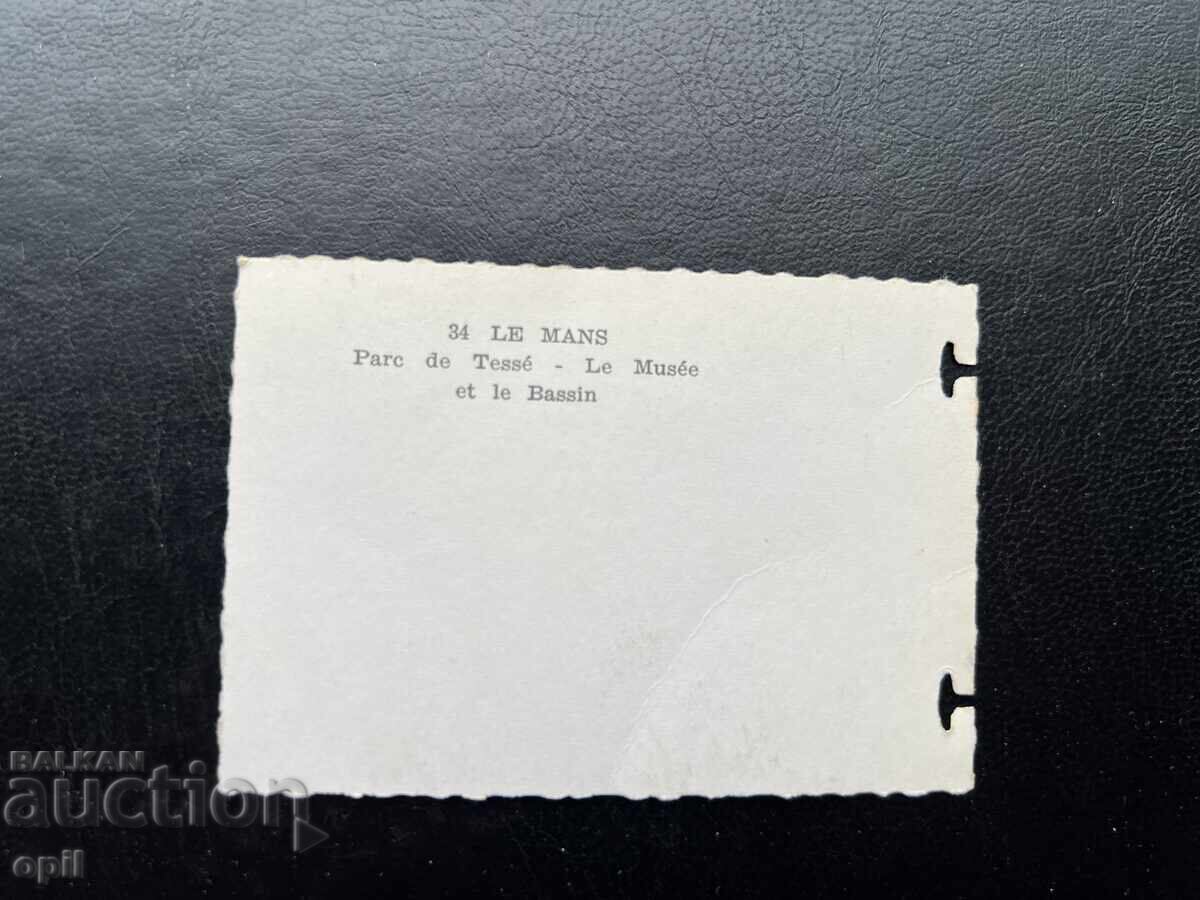 34 LE MANS
Parc de Tessé - Le Musée
et le Bassin
BALKAN
auction
opil